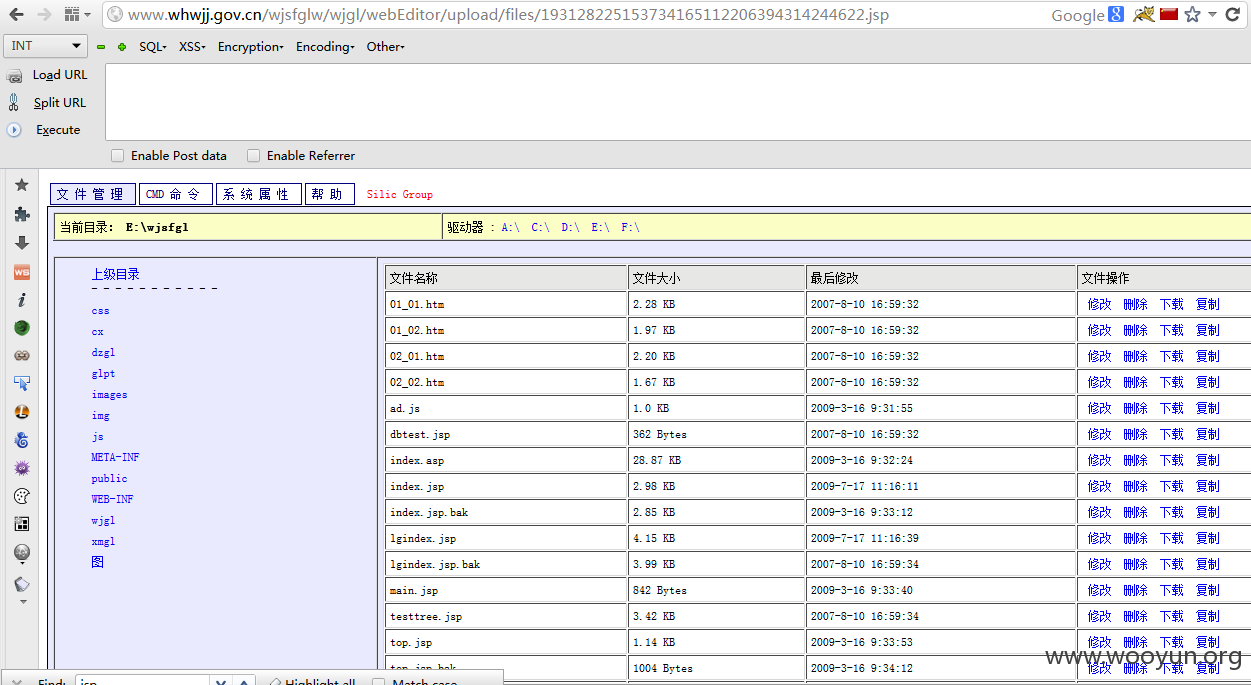 www.whwjj.gov.cn/wjsfglw/wjgl/webEditor/upload/files/193128225153734165112206394314244622.jsp Google 8
INT SQL XSS Encryption Encoding Other
Load URL
Split URL
Execute
Enable Post data Enable Referrer
文件管理 CMD命令 系统属性 帮助 Silic Group
当前目录: E:\wjsfgl 驱动器 : A:\ C:\ D:\ E:\ F:\
上级目录
- - - - - - - - - - -
css
cx
dzgl
glpt
images
img
js
META-INF
public
WEB-INF
wjgl
xmgl
图
文件名称 文件大小 最后修改 文件操作
01_01.htm 2.28 KB 2007-8-10 16:59:32 修改 删除 下载 复制
01_02.htm 1.97 KB 2007-8-10 16:59:32 修改 删除 下载 复制
02_01.htm 2.20 KB 2007-8-10 16:59:32 修改 删除 下载 复制
02_02.htm 1.67 KB 2007-8-10 16:59:32 修改 删除 下载 复制
ad.js 1.0 KB 2009-3-16 9:31:55 修改 删除 下载 复制
dbtest.jsp 362 Bytes 2007-8-10 16:59:32 修改 删除 下载 复制
index.asp 28.87 KB 2009-3-16 9:32:24 修改 删除 下载 复制
index.jsp 2.98 KB 2009-7-17 11:16:11 修改 删除 下载 复制
index.jsp.bak 2.85 KB 2009-3-16 9:33:12 修改 删除 下载 复制
lgindex.jsp 4.15 KB 2009-7-17 11:16:39 修改 删除 下载 复制
lgindex.jsp.bak 3.99 KB 2007-8-10 16:59:34 修改 删除 下载 复制
main.jsp 842 Bytes 2009-3-16 9:33:40 修改 删除 下载 复制
testtree.jsp 3.42 KB 2007-8-10 16:59:34 修改 删除 下载 复制
top.jsp 1.14 KB 2009-3-16 9:33:53 修改 删除 下载 复制
top.jsp.bak 1004 Bytes 2009-3-16 9:34:12 修改 删除 下载 复制
www.wooyun.org
Find: jsp Highlight all Match case